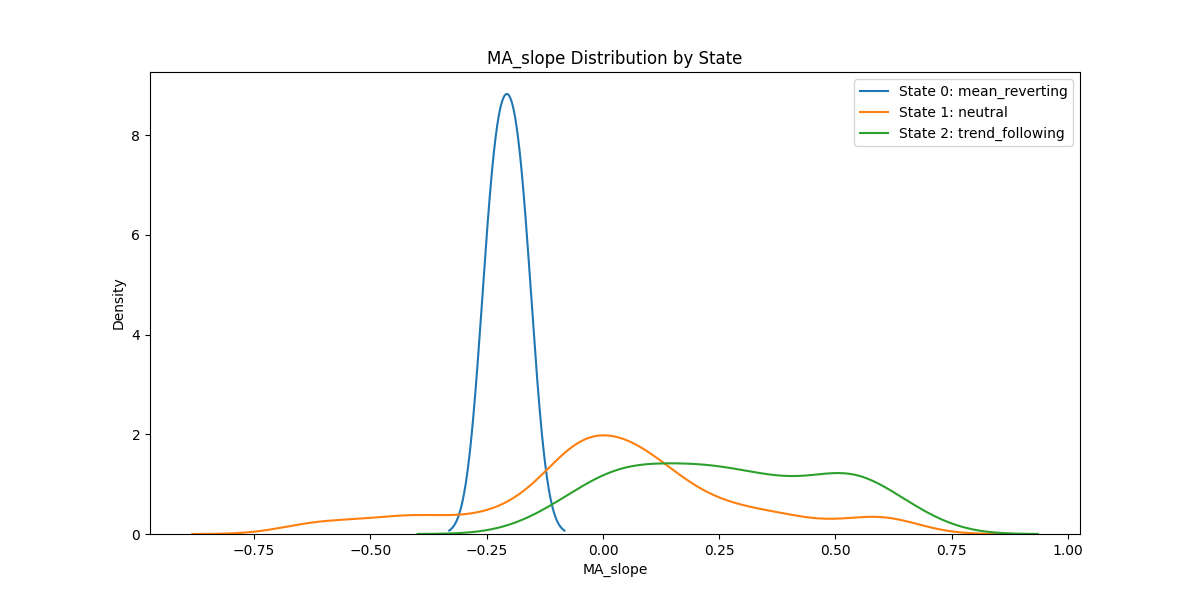 MA_slope Distribution by State
State 0: mean_reverting
State 1: neutral
State 2: trend_following
Density
8
6
4
2
0
−0.75 −0.50 −0.25 0.00 0.25 0.50 0.75 1.00
MA_slope